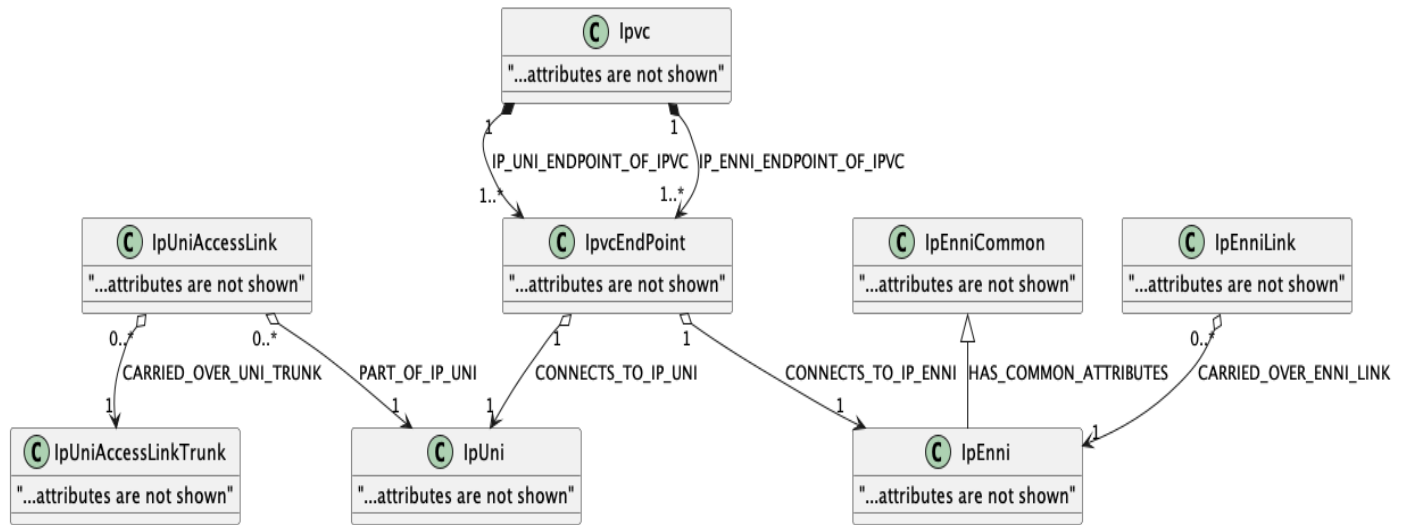 C Ipvc
"...attributes are not shown"
1 1
IP_UNI_ENDPOINT_OF_IPVC IP_ENNI_ENDPOINT_OF_IPVC
1..* 1..*
C IpUniAccessLink C IpvcEndPoint C IpEnniCommon C IpEnniLink
"...attributes are not shown" "...attributes are not shown" "...attributes are not shown" "...attributes are not shown"
0..* 0..* 1 1 0..*
CARRIED_OVER_UNI_TRUNK PART_OF_IP_UNI CONNECTS_TO_IP_UNI CONNECTS_TO_IP_ENNI HAS_COMMON_ATTRIBUTES CARRIED_OVER_ENNI_LINK
1 1 1 1 1
C IpUniAccessLinkTrunk C IpUni C IpEnni
"...attributes are not shown" "...attributes are not shown" "...attributes are not shown"